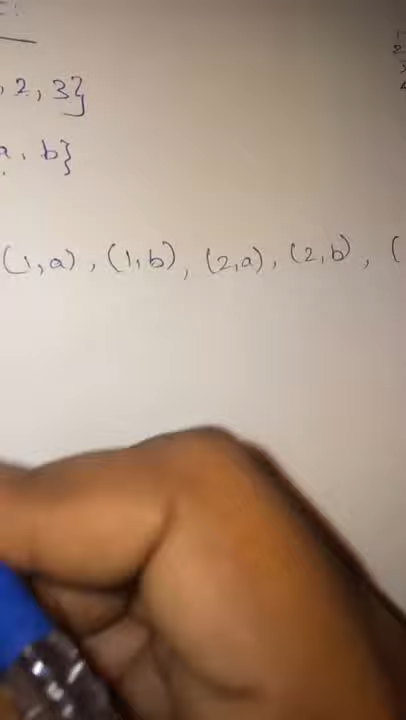 , 2, 3}
a, b}
(1, a), (1, b), (2, a), (2, b), (